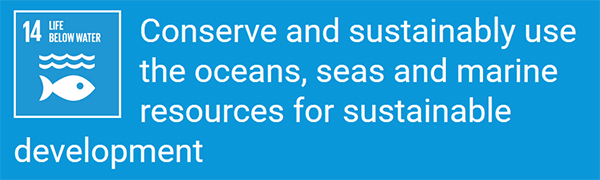 14 LIFE
BELOW WATER
Conserve and sustainably use
the oceans, seas and marine
resources for sustainable
development